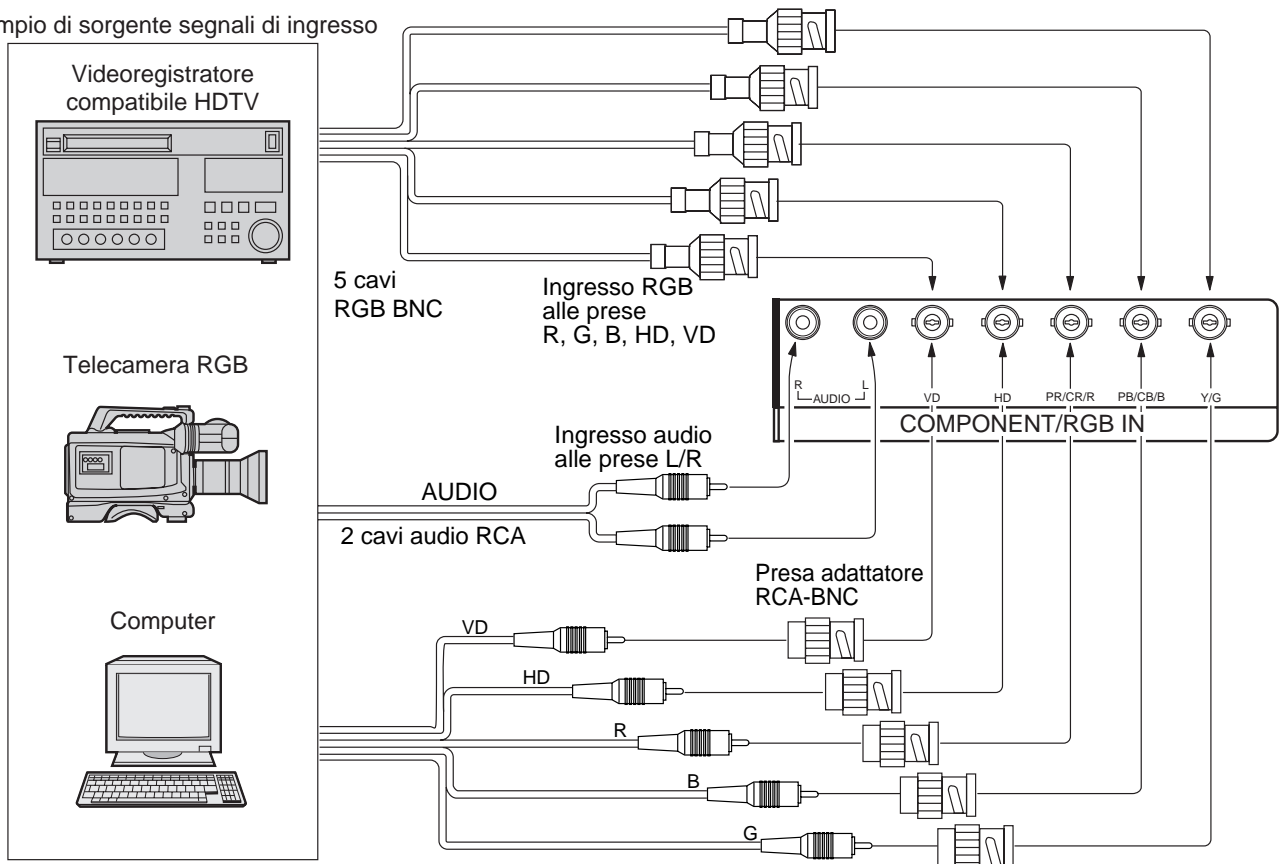 di sorgente segnali di ingresso
Videoregistratore
compatibile HDTV
5 cavi
RGB BNC
Ingresso RGB
alle prese
R, G, B, HD, VD
Telecamera RGB
R
AUDIO
L
VD
HD
PR/CR/R
PB/CB/B
Y/G
COMPONENT/RGB IN
Ingresso audio
alle prese L/R
AUDIO
2 cavi audio RCA
Presa adattatore
RCA-BNC
Computer
VD
HD
R
B
G